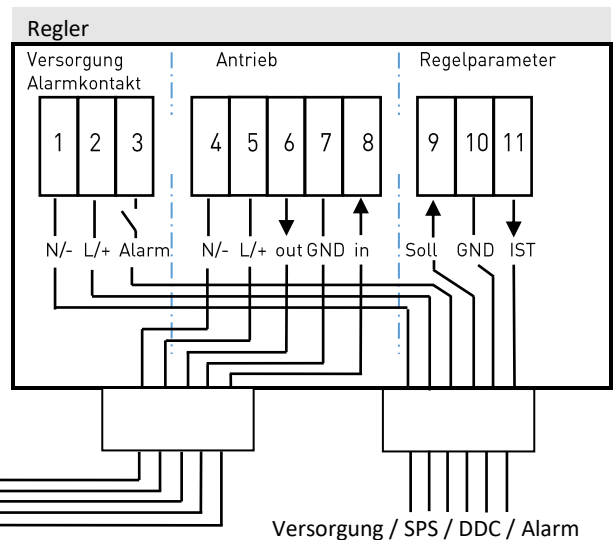 Regler
Versorgung Antrieb Regelparameter
Alarmkontakt
1 2 3 4 5 6 7 8 9 10 11
N/- L/+ Alarm N/- L/+ out GND in Soll GND IST
Versorgung / SPS / DDC / Alarm